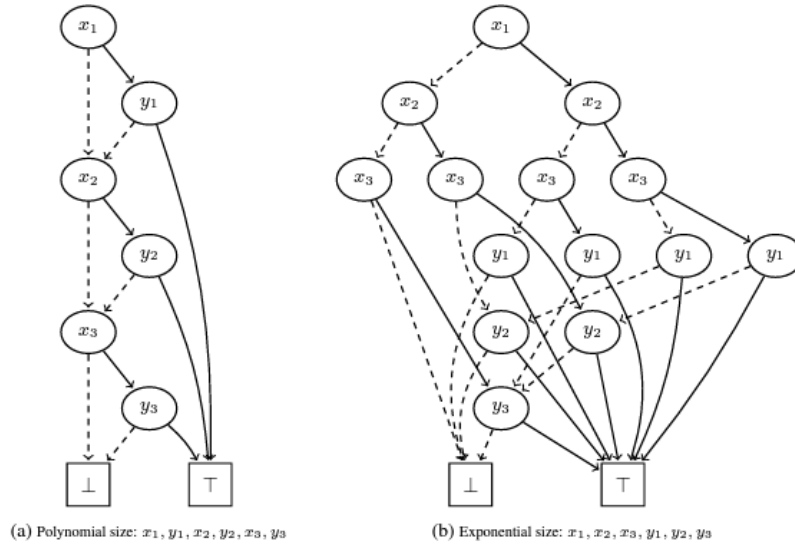 x₁
y₁
x₂
y₂
x₃
y₃
⊥ ⊤
(a) Polynomial size: x₁, y₁, x₂, y₂, x₃, y₃
x₁
x₂ x₂
x₃ x₃ x₃ x₃
y₁ y₁ y₁ y₁
y₂ y₂
y₃
⊥ ⊤
(b) Exponential size: x₁, x₂, x₃, y₁, y₂, y₃